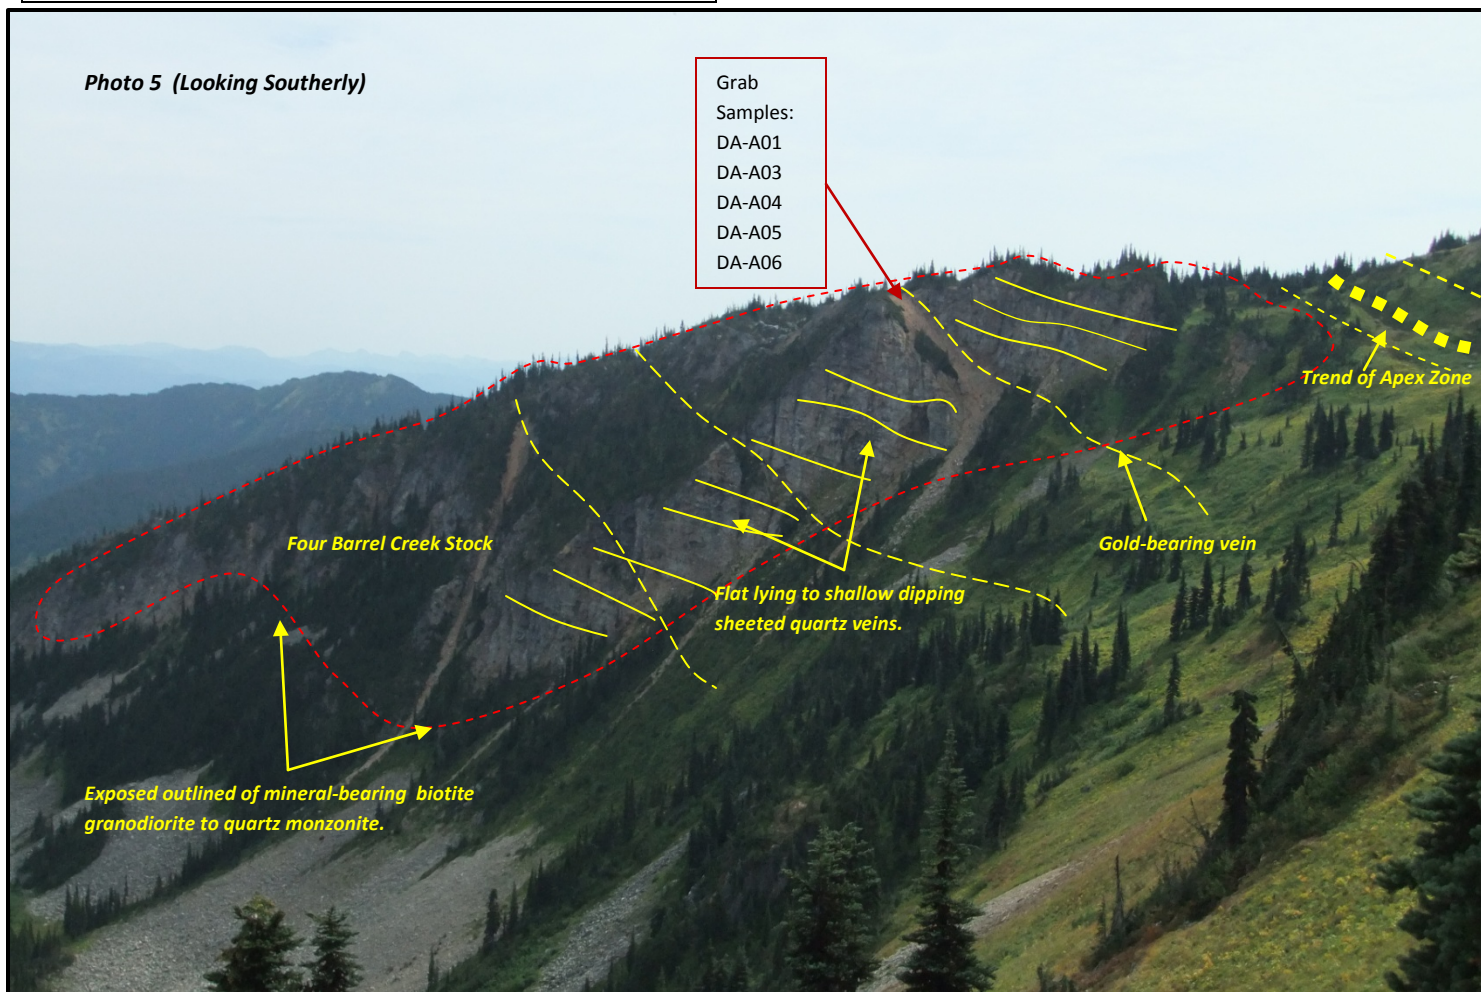 Photo 5 (Looking Southerly)
Grab
Samples:
DA-A01
DA-A03
DA-A04
DA-A05
DA-A06
Trend of Apex Zone
Four Barrel Creek Stock
Gold-bearing vein
Flat lying to shallow dipping
sheeted quartz veins.
Exposed outlined of mineral-bearing biotite
granodiorite to quartz monzonite.